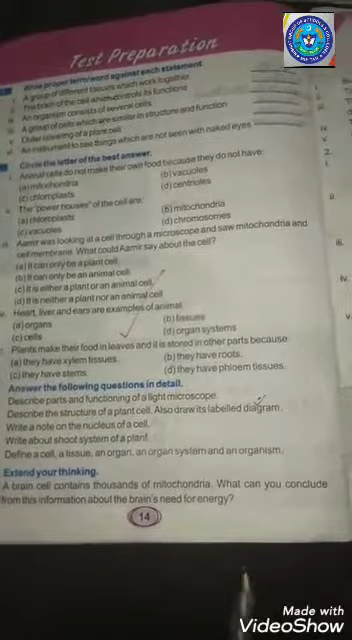 Test Preparation
Write proper term/word against each statement.
A group of different tissues which work together
The brain of the cell which controls its functions
An organism consists of several cells
A group of cells which are similar in structure and function
Outer covering of a plant cell
An instrument to see things which are not seen with naked eyes
Circle the letter of the best answer.
Animal cells do not make their own food because they do not have:
(a) mitochondria (b) vacuoles
(c) chloroplasts (d) centrioles
The "power houses" of the cell are:
(a) chloroplasts (b) mitochondria
(c) vacuoles (d) chromosomes
Aamir was looking at a cell through a microscope and saw mitochondria and
cell membrane. What could Aamir say about the cell?
(a) It can only be a plant cell.
(b) It can only be an animal cell.
(c) It is either a plant or an animal cell.
(d) It is neither a plant nor an animal cell
Heart, liver and ears are examples of animal
(a) organs (b) tissues
(c) cells (d) organ systems
Plants make their food in leaves and it is stored in other parts because:
(a) they have xylem tissues. (b) they have roots.
(c) they have stems. (d) they have phloem tissues.
Answer the following questions in detail.
Describe parts and functioning of a light microscope.
Describe the structure of a plant cell. Also draw its labelled diagram.
Write a note on the nucleus of a cell.
Write about shoot system of a plant.
Define a cell, a tissue, an organ, an organ system and an organism.
Extend your thinking.
A brain cell contains thousands of mitochondria. What can you conclude
from this information about the brain's need for energy?
14
2.
ii.
iii.
iv.
v.
Made with
VideoShow